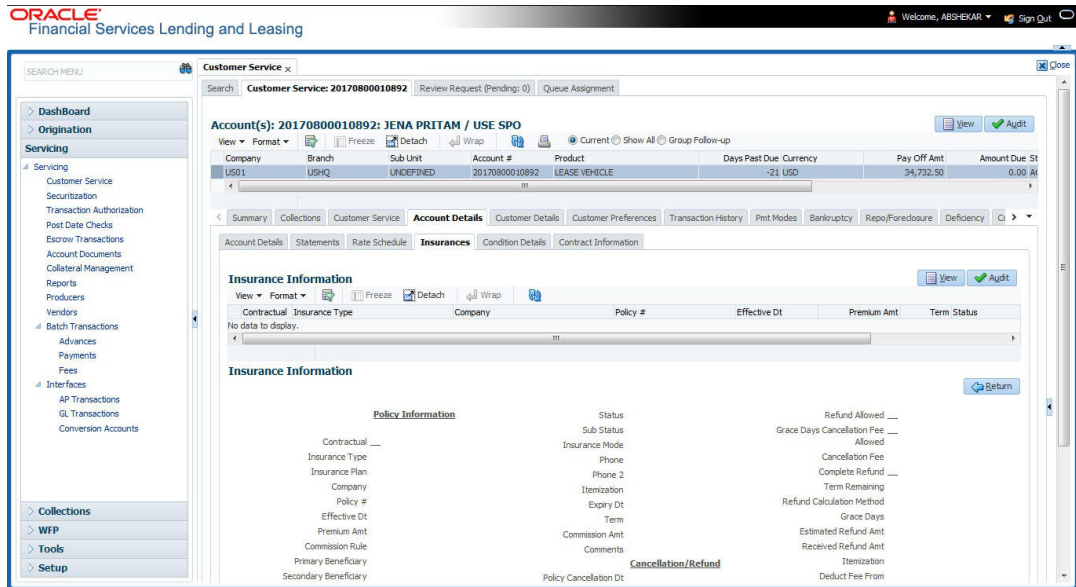 ORACLE
Financial Services Lending and Leasing
Welcome, ABSHEKAR
Sign Out
SEARCH MENU
Customer Service x
Close
Search
Customer Service: 20170800010892
Review Request (Pending: 0)
Queue Assignment
DashBoard
Origination
Servicing
Servicing
Customer Service
Securitization
Transaction Authorization
Post Date Checks
Escrow Transactions
Account Documents
Collateral Management
Reports
Producers
Vendors
Batch Transactions
Advances
Payments
Fees
Interfaces
AP Transactions
GL Transactions
Conversion Accounts
Collections
WFP
Tools
Setup
Account(s): 20170800010892: JENA PRITAM / USE SPO
View
Audit
View Format Freeze Detach Wrap Current Show All Group Follow-up
Company Branch Sub Unit Account # Product Days Past Due Currency Pay Off Amt Amount Due St
US01 USHQ UNDEFINED 20170800010892 LEASE VEHICLE -21 USD 34,732.50 0.00
Summary Collections Customer Service Account Details Customer Details Customer Preferences Transaction History Pmt Modes Bankruptcy Repo/Foreclosure Deficiency
Account Details Statements Rate Schedule Insurances Condition Details Contract Information
Insurance Information
View
Audit
View Format Freeze Detach Wrap
Contractual Insurance Type Company Policy # Effective Dt Premium Amt Term Status
No data to display.
Insurance Information
Return
Policy Information
Contractual
Insurance Type
Insurance Plan
Company
Policy #
Effective Dt
Premium Amt
Commission Rule
Primary Beneficiary
Secondary Beneficiary
Status
Sub Status
Insurance Mode
Phone
Phone 2
Itemization
Expiry Dt
Term
Commission Amt
Comments
Cancellation/Refund
Policy Cancellation Dt
Refund Allowed
Grace Days Cancellation Fee
Allowed
Cancellation Fee
Complete Refund
Term Remaining
Refund Calculation Method
Grace Days
Estimated Refund Amt
Received Refund Amt
Itemization
Deduct Fee From